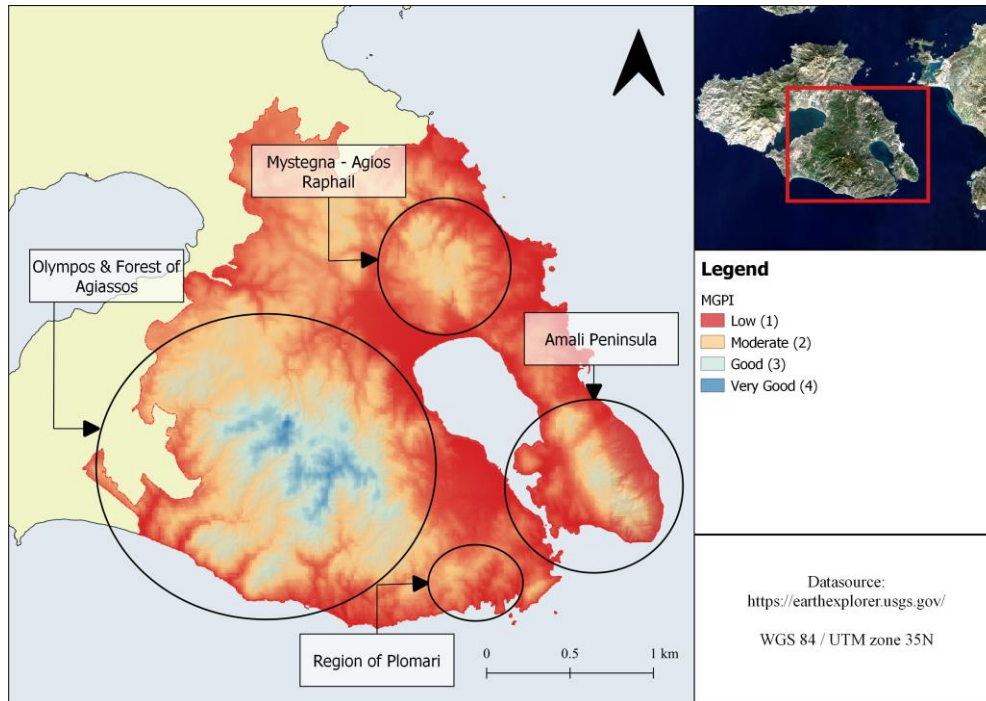 Mystegna - Agios
Raphail
Olympos & Forest of
Agiassos
Amali Peninsula
Region of Plomari
0
0.5
1 km
Legend
MGPI
Low (1)
Moderate (2)
Good (3)
Very Good (4)
Datasource:
https://earthexplorer.usgs.gov/
WGS 84 / UTM zone 35N